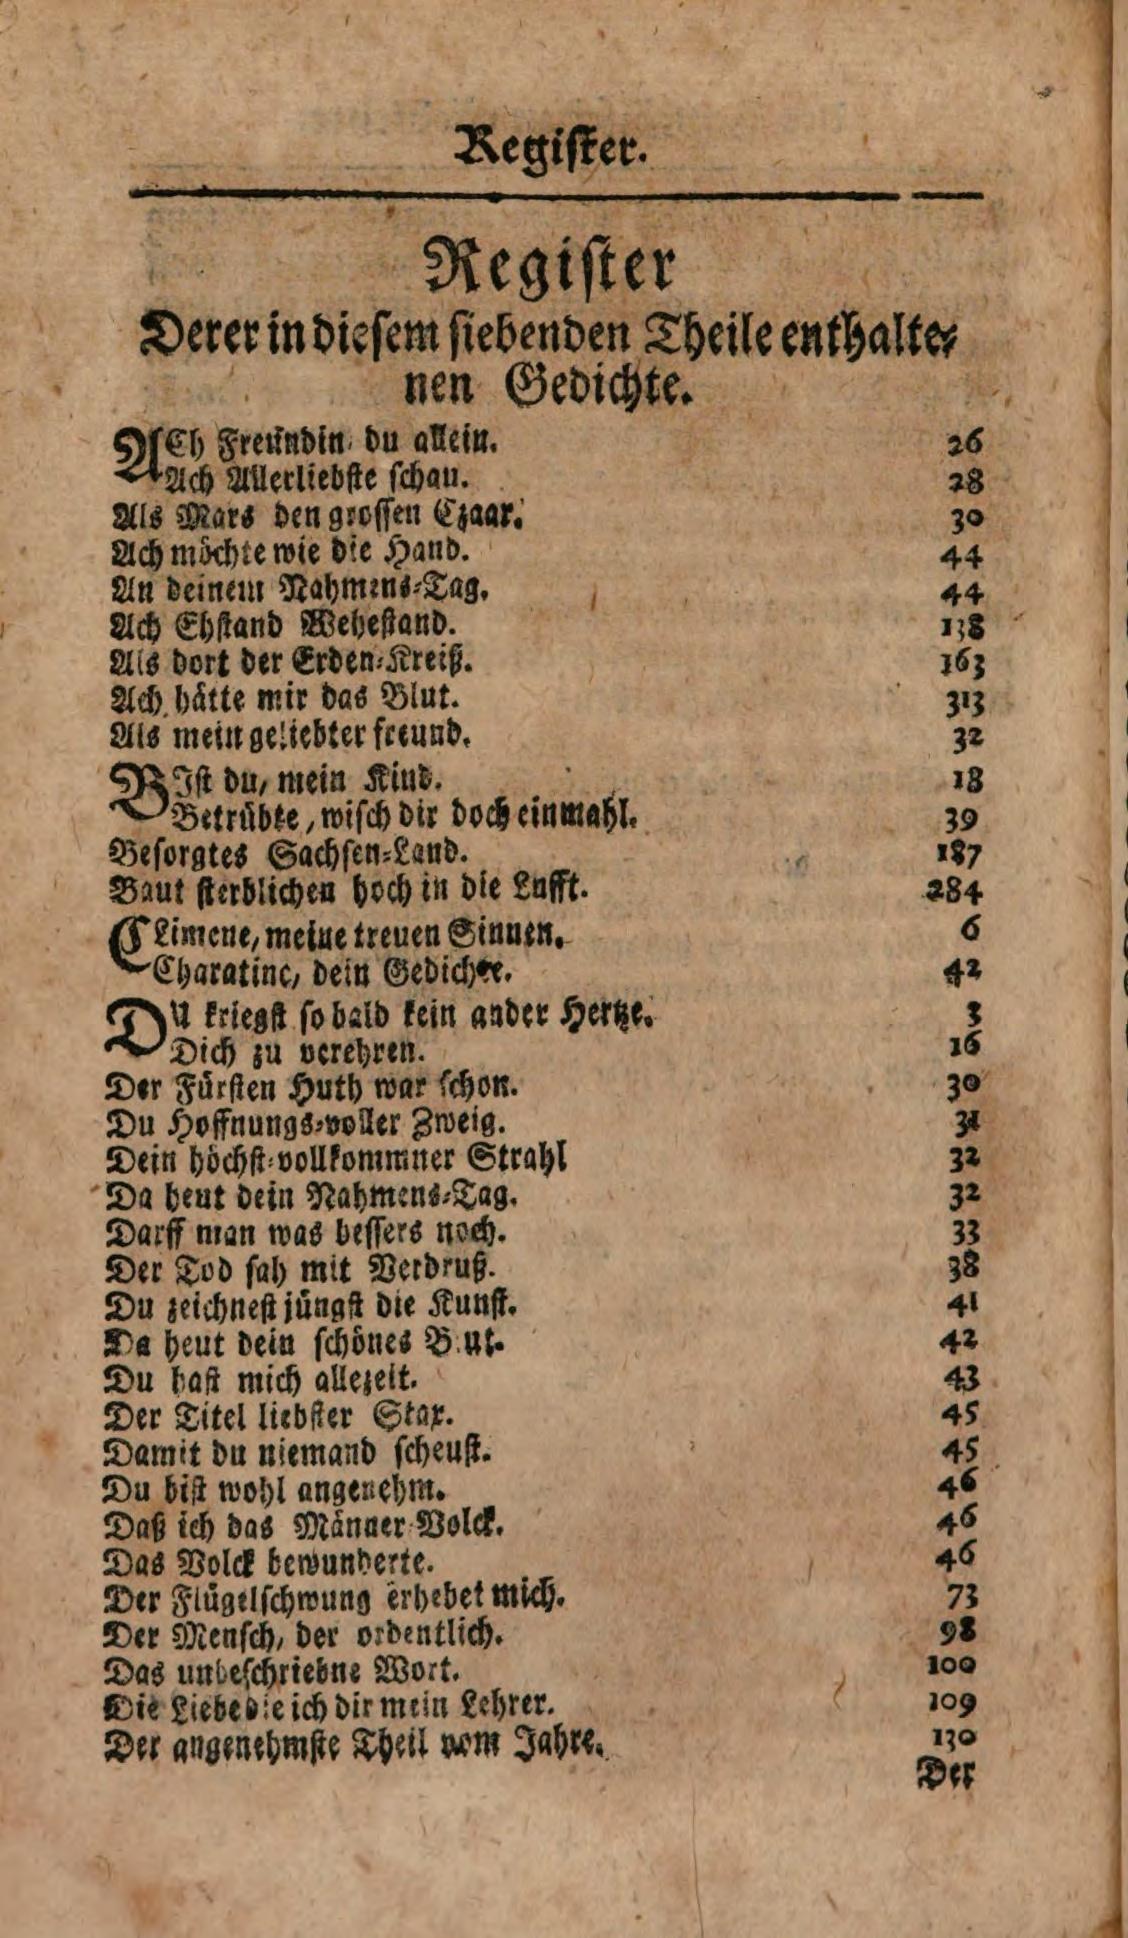 Regiſter.
Regiſter
Derer in dieſem ſiebenden Theile enthalte⸗
nen Gedichte.
ACh Freundin du allein. 26
Ach Allerliebſte ſchau. 28
Als Mars den groſſen Czaar. 30
Ach möchte wie die Hand. 44
An deinem Nahmens⸗Tag. 44
Ach Ehſtand Weheſtand. 138
Als dort der Erden⸗Kreiß. 163
Ach hätte mir das Blut. 313
Als mein geliebter freund. 32
BIſt du, mein Kind. 18
Betrübte, wiſch dir doch einmahl. 39
Beſorgtes Sachſen⸗Land. 187
Baut ſterblichen hoch in die Lufft. 284
CLimene, meine treuen Sinnen. 6
Charatine, dein Gedichte. 42
DU kriegſt ſo bald kein ander Hertze. 3
Dich zu verehren. 16
Der Fürſten Huth war ſchon. 30
Du Hoffnungs⸗voller Zweig. 31
Dein höchſt⸗vollkommner Strahl 32
Da heut dein Nahmens⸗Tag. 32
Darff man was beſſers noch. 33
Der Tod ſah mit Verdruß. 38
Du zeichneſt jüngſt die Kunſt. 41
Da heut dein ſchönes B ut. 42
Du haſt mich allezeit. 43
Der Titel liebſter Star. 45
Damit du niemand ſcheuſt. 45
Du biſt wohl angenehm. 46
Daß ich das Männer Volck. 46
Das Volck bewunderte. 46
Der Flügelſchwung erhebet mich. 73
Der Menſch, der ordentlich. 98
Das unbeſchriebne Wort. 100
Die Liebe die ich dir mein Lehrer. 109
Der angenehmſte Theil vom Jahre. 130
Der